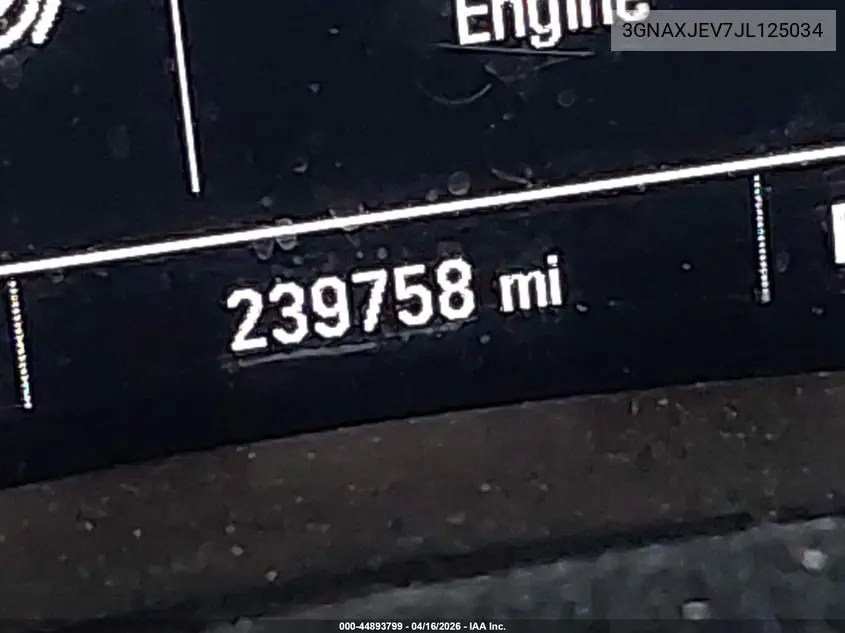 Engine
3GNAXJEV7JL125034
239758 mi
000-44893799 - 04/16/2026 - IAA Inc.